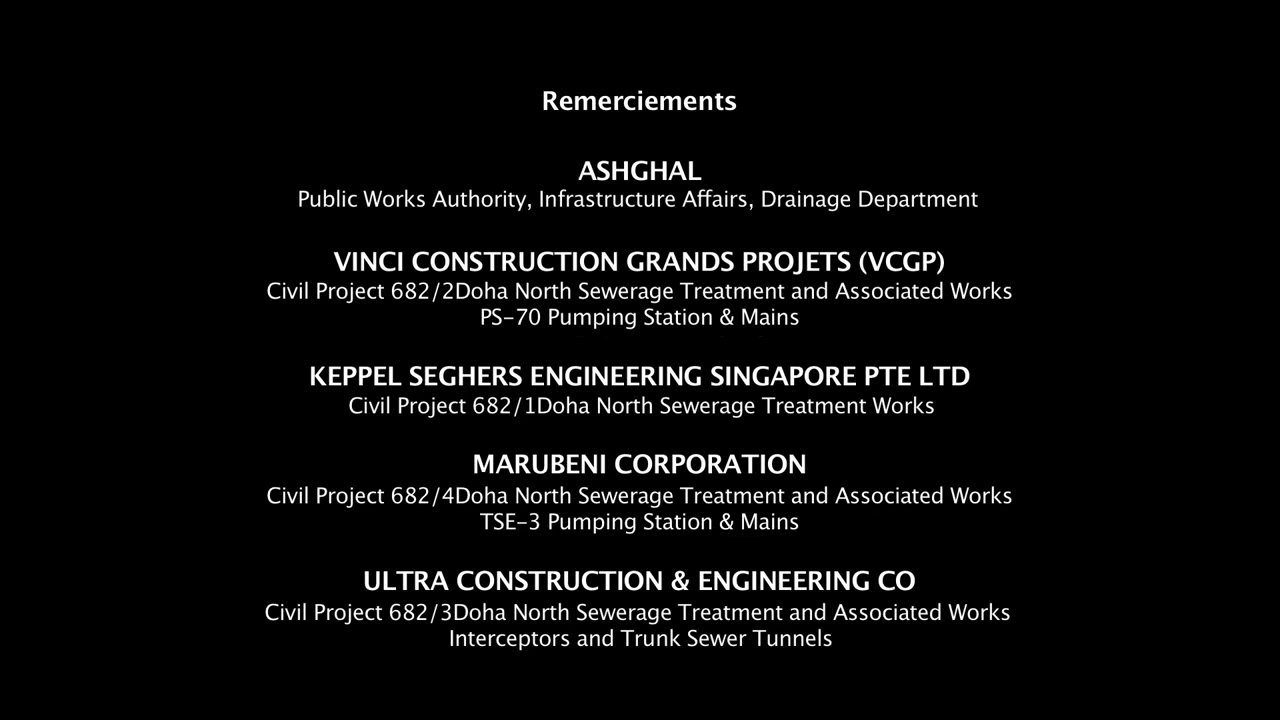 Remerciements
ASHGHAL
Public Works Authority, Infrastructure Affairs, Drainage Department
VINCI CONSTRUCTION GRANDS PROJETS (VCGP)
Civil Project 682/2Doha North Sewerage Treatment and Associated Works
PS-70 Pumping Station & Mains
KEPPEL SEGHERS ENGINEERING SINGAPORE PTE LTD
Civil Project 682/1Doha North Sewerage Treatment Works
MARUBENI CORPORATION
Civil Project 682/4Doha North Sewerage Treatment and Associated Works
TSE-3 Pumping Station & Mains
ULTRA CONSTRUCTION & ENGINEERING CO
Civil Project 682/3Doha North Sewerage Treatment and Associated Works
Interceptors and Trunk Sewer Tunnels